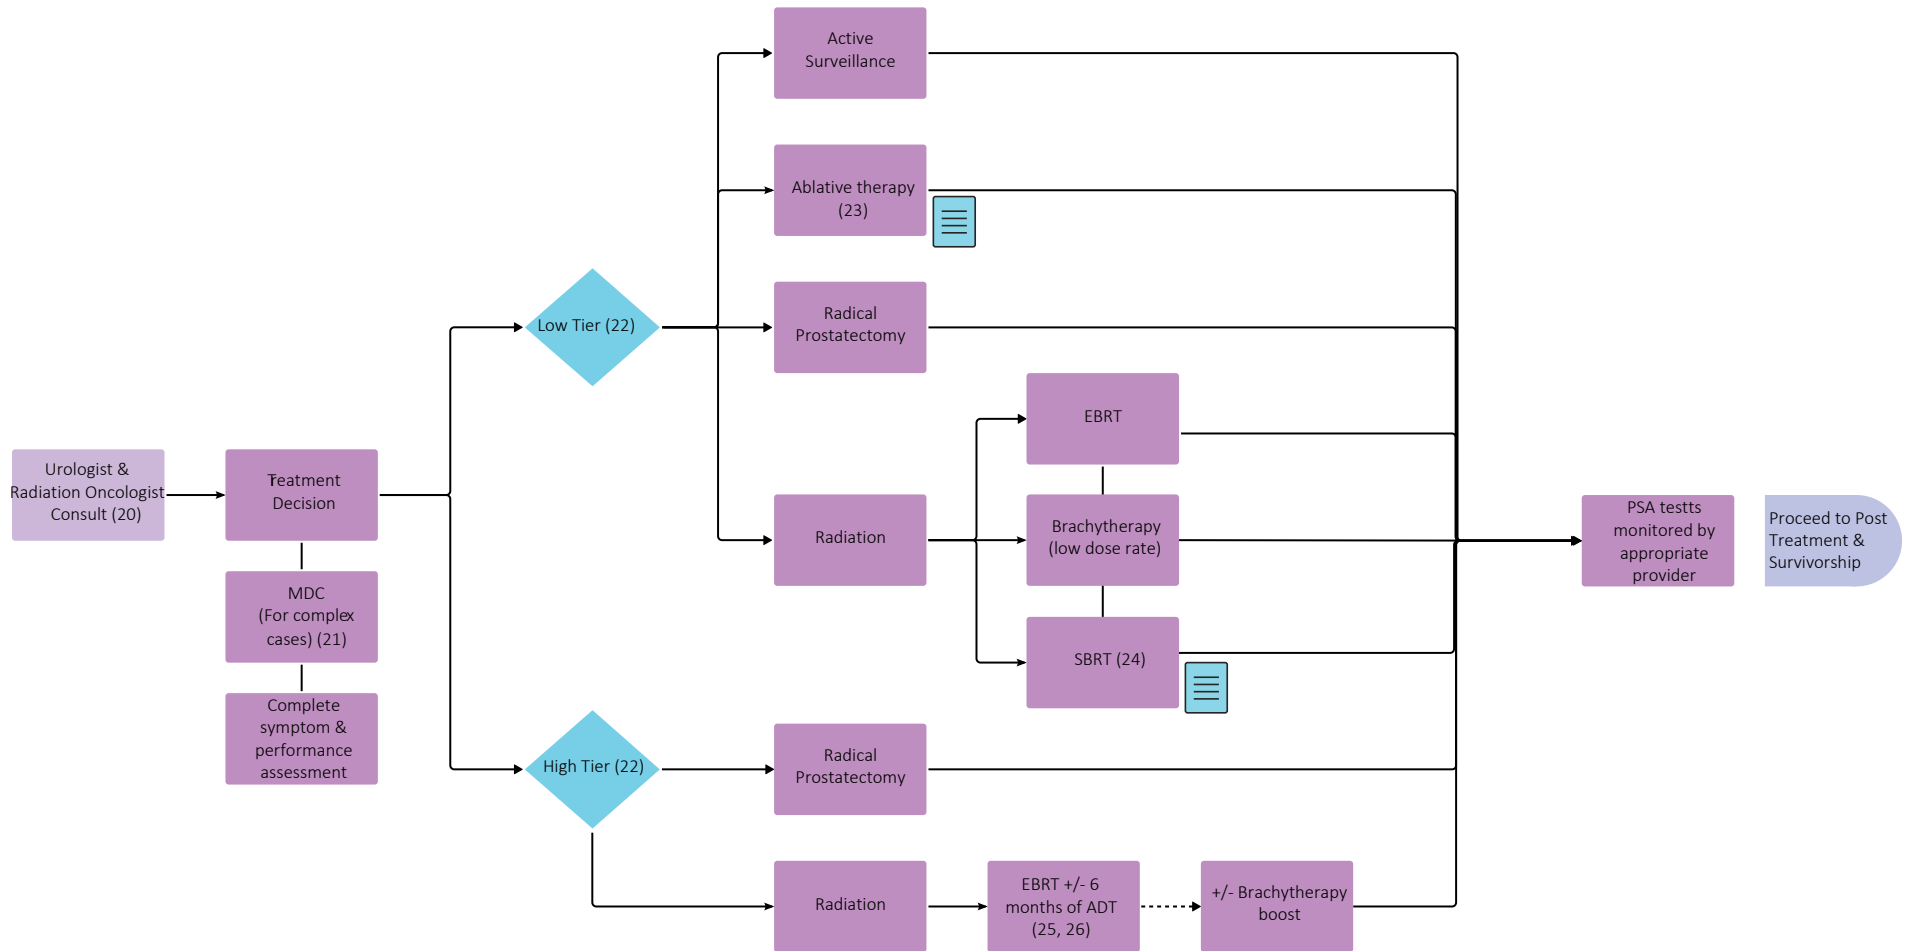 Active
Surveillance
Ablative therapy
(23)
Radical
Prostatectomy
Low Tier (22)
EBRT
Urologist &
Radiation Oncologist
Consult (20)
Treatment
Decision
Radiation
Brachytherapy
(low dose rate)
PSA testts
monitored by
appropriate
provider
Proceed to Post
Treatment &
Survivorship
MDC
(For complex
cases) (21)
SBRT (24)
Complete
symptom &
performance
assessment
High Tier (22)
Radical
Prostatectomy
Radiation
EBRT +/- 6
months of ADT
(25, 26)
+/- Brachytherapy
boost